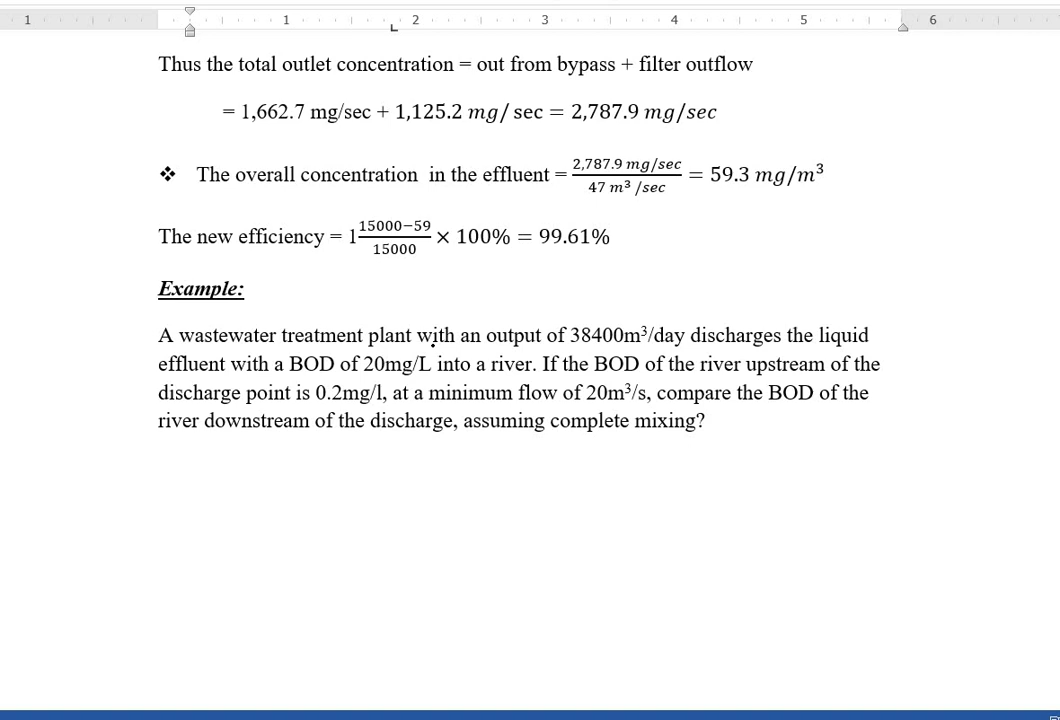 1 1 2 3 4 5 6
Thus the total outlet concentration = out from bypass + filter outflow
= 1,662.7 mg/sec + 1,125.2 mg/ sec = 2,787.9 mg/sec
❖ The overall concentration in the effluent = 2,787.9 mg/sec / 47 m³ /sec = 59.3 mg/m³
The new efficiency = 1 15000−59 / 15000 × 100% = 99.61%
Example:
A wastewater treatment plant with an output of 38400m³/day discharges the liquid
effluent with a BOD of 20mg/L into a river. If the BOD of the river upstream of the
discharge point is 0.2mg/l, at a minimum flow of 20m³/s, compare the BOD of the
river downstream of the discharge, assuming complete mixing?